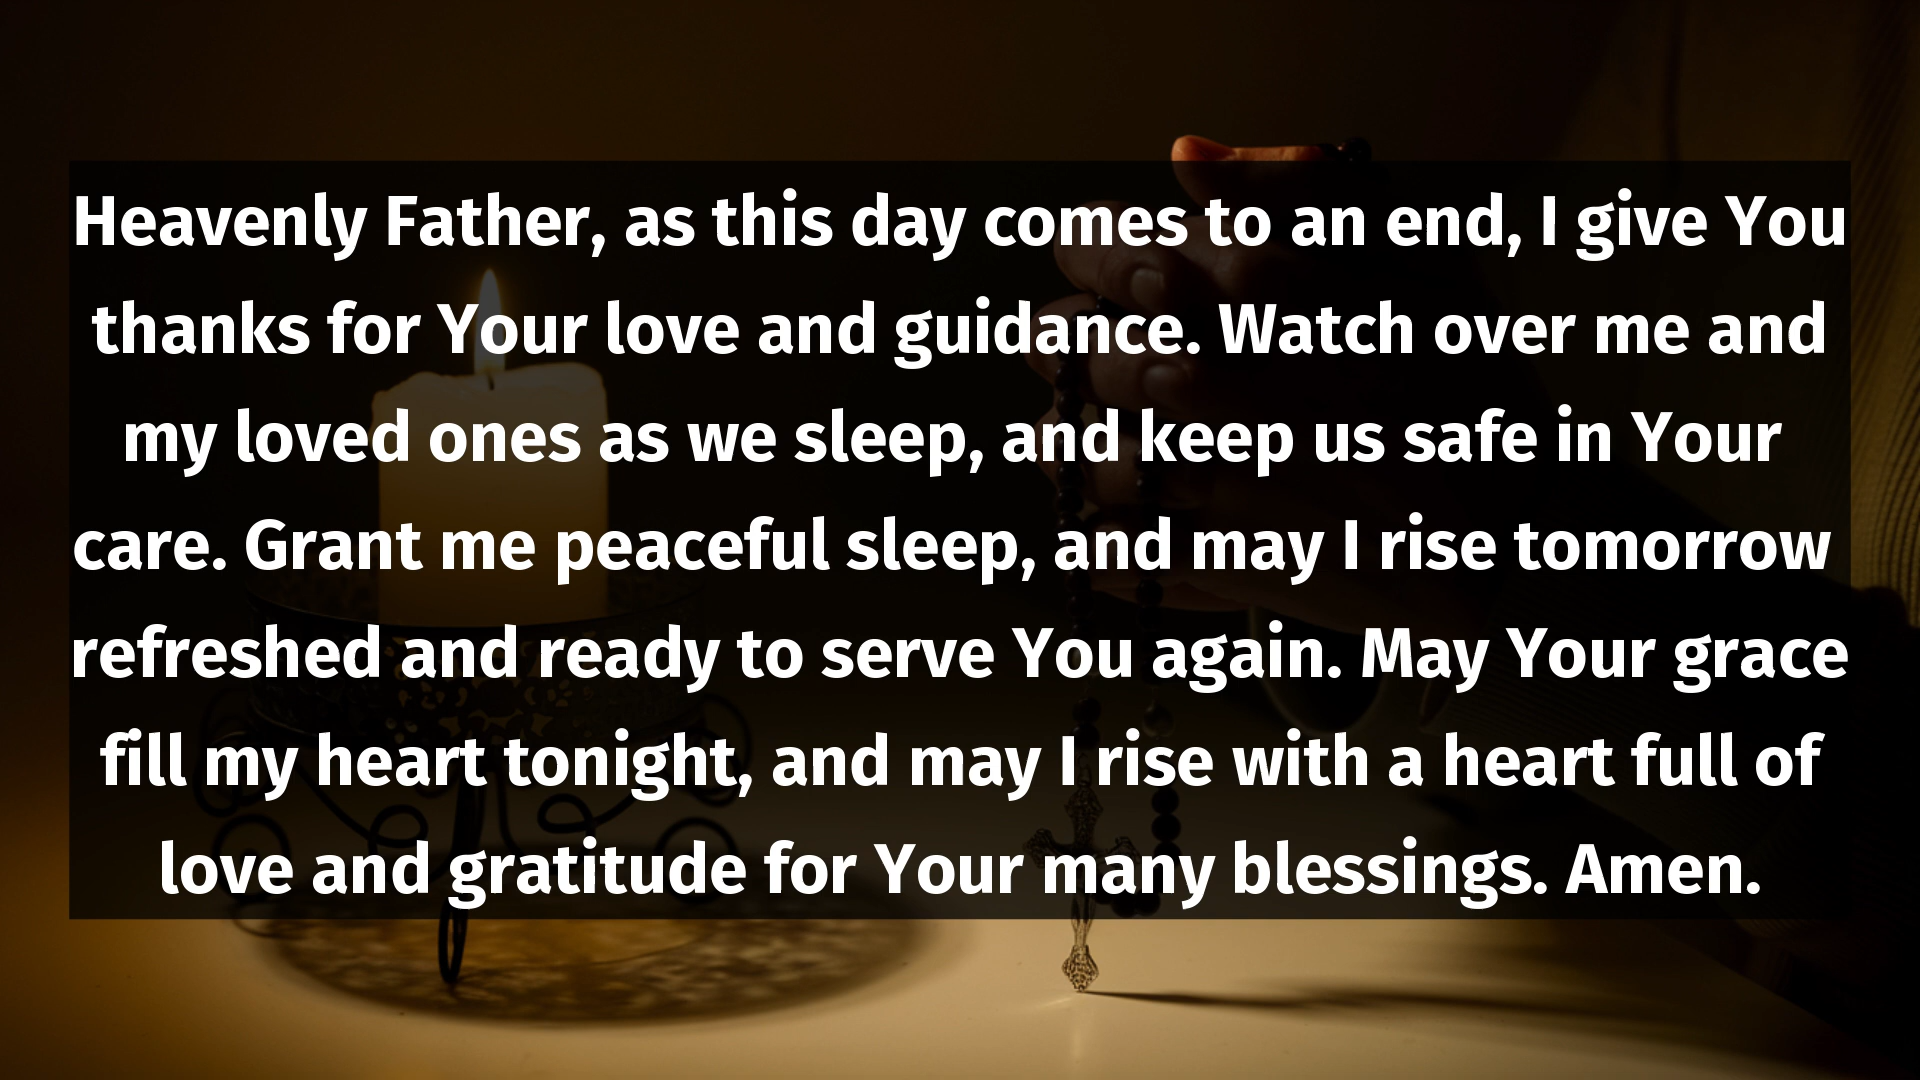 Heavenly Father, as this day comes to an end, I give You
thanks for Your love and guidance. Watch over me and
my loved ones as we sleep, and keep us safe in Your
care. Grant me peaceful sleep, and may I rise tomorrow
refreshed and ready to serve You again. May Your grace
fill my heart tonight, and may I rise with a heart full of
love and gratitude for Your many blessings. Amen.